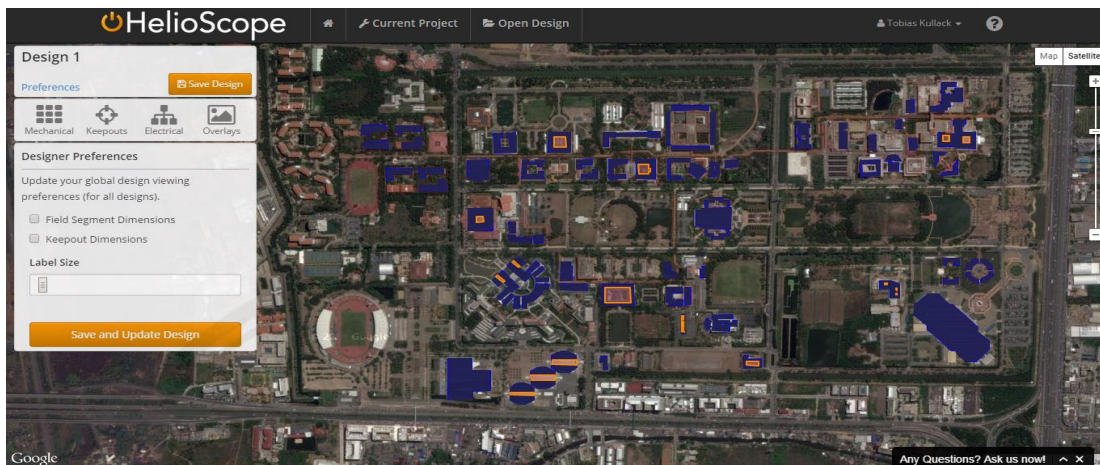 HelioScope
Current Project
Open Design
Tobias Kullack
?
Design 1
Preferences
Save Design
Mechanical
Keepouts
Electrical
Overlays
Designer Preferences
Update your global design viewing
preferences (for all designs).
Field Segment Dimensions
Keepout Dimensions
Label Size
Save and Update Design
Map
Satellite
+
−
Google
Google
Any Questions? Ask us now!